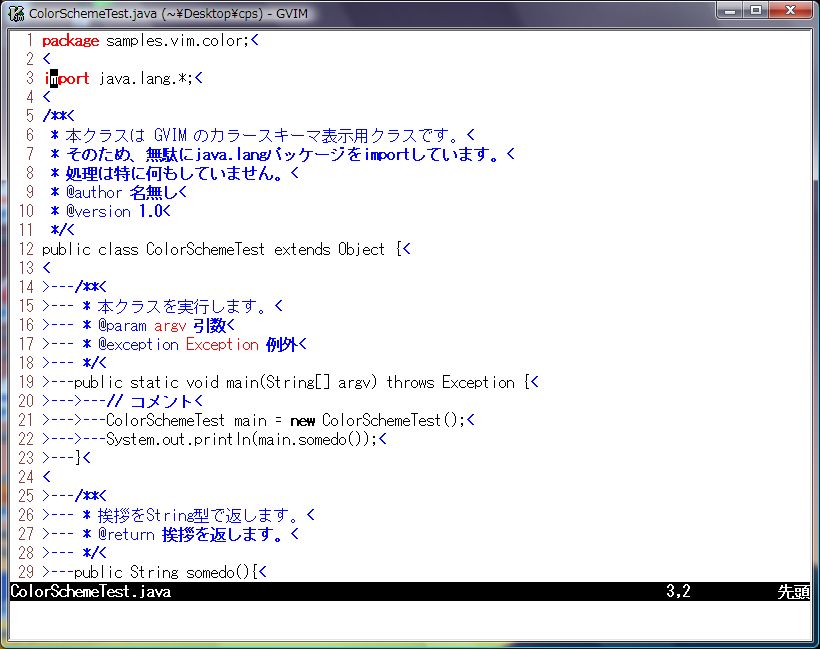 ColorSchemeTest.java (~¥Desktop¥cps) - GVIM
1 package samples.vim.color;<
2 <
3 import java.lang.*;<
4 <
5 /**<
6  * 本クラスは GVIM のカラースキーマ表示用クラスです。<
7  * そのため、無駄にjava.langパッケージをimportしています。<
8  * 処理は特に何もしていません。<
9  * @author 名無し<
10  * @version 1.0<
11  */<
12 public class ColorSchemeTest extends Object {<
13 <
14 >---/**<
15 >--- * 本クラスを実行します。<
16 >--- * @param argv 引数<
17 >--- * @exception Exception 例外<
18 >--- */<
19 >---public static void main(String[] argv) throws Exception {<
20 >--->---// コメント<
21 >--->---ColorSchemeTest main = new ColorSchemeTest();<
22 >--->---System.out.println(main.somedo());<
23 >---}<
24 <
25 >---/**<
26 >--- * 挨拶をString型で返します。<
27 >--- * @return 挨拶を返します。<
28 >--- */<
29 >---public String somedo(){<
ColorSchemeTest.java 3,2 先頭